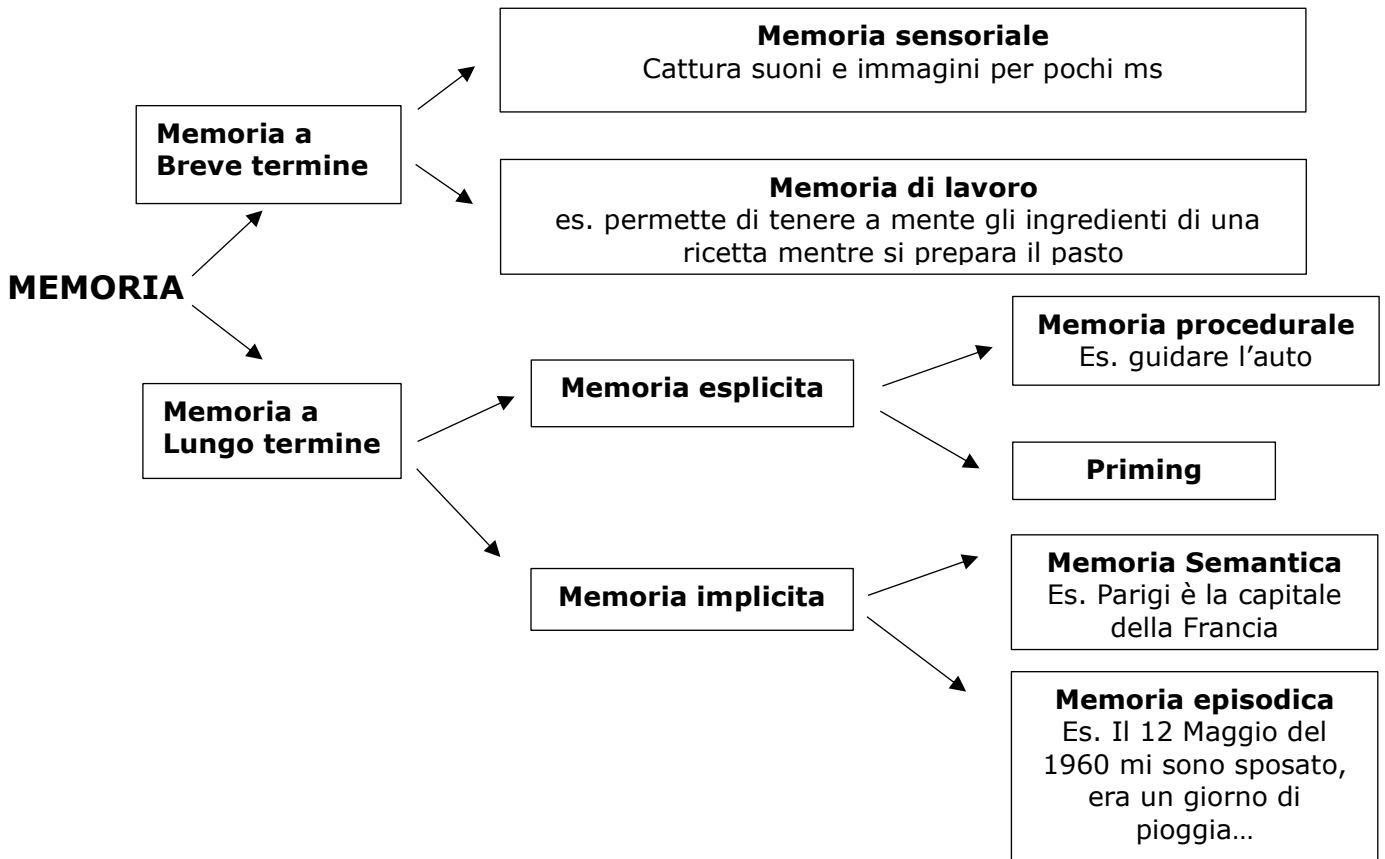 Memoria sensoriale
Cattura suoni e immagini per pochi ms
Memoria a
Breve termine
Memoria di lavoro
es. permette di tenere a mente gli ingredienti di una
ricetta mentre si prepara il pasto
MEMORIA
Memoria procedurale
Es. guidare l’auto
Memoria esplicita
Memoria a
Lungo termine
Priming
Memoria Semantica
Es. Parigi è la capitale
della Francia
Memoria implicita
Memoria episodica
Es. Il 12 Maggio del
1960 mi sono sposato,
era un giorno di
pioggia…